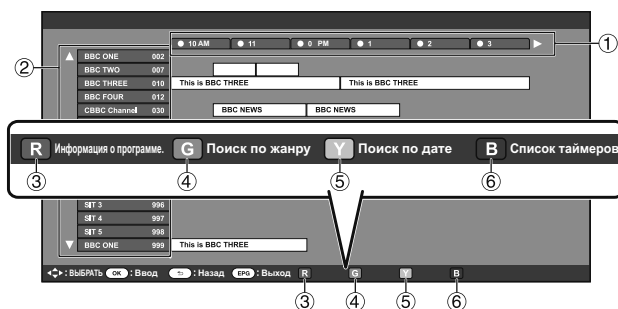 10 AM 11 0 PM 1 2 3 ①
②
BBC ONE 002
BBC TWO 007
BBC THREE 010 This is BBC THREE This is BBC THREE
BBC FOUR 012
CBBC Channel 030 BBC NEWS BBC NEWS
R Информация о программе. G Поиск по жанру Y Поиск по дате B Список таймеров
③ ④ ⑤ ⑥
SIT 3 996
SIT 4 997
SIT 5 998
BBC ONE 999 This is BBC THREE
: ВЫБРАТЬ OK : Ввод : Назад EPG : Выход R G Y B
③ ④ ⑤ ⑥